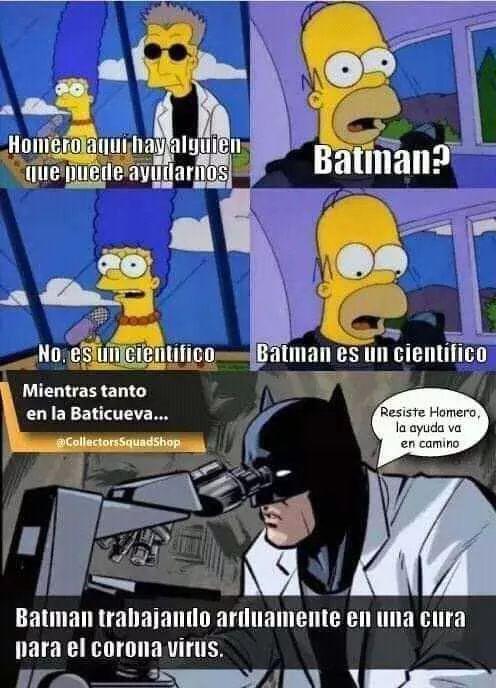 Homero aquí hay alguien
que puede ayudarnos
Batman?
No, es un científico
Batman es un científico
Mientras tanto
en la Baticueva...
@CollectorsSquadShop
Resiste Homero,
la ayuda va
en camino
Batman trabajando arduamente en una cura
para el corona virus.